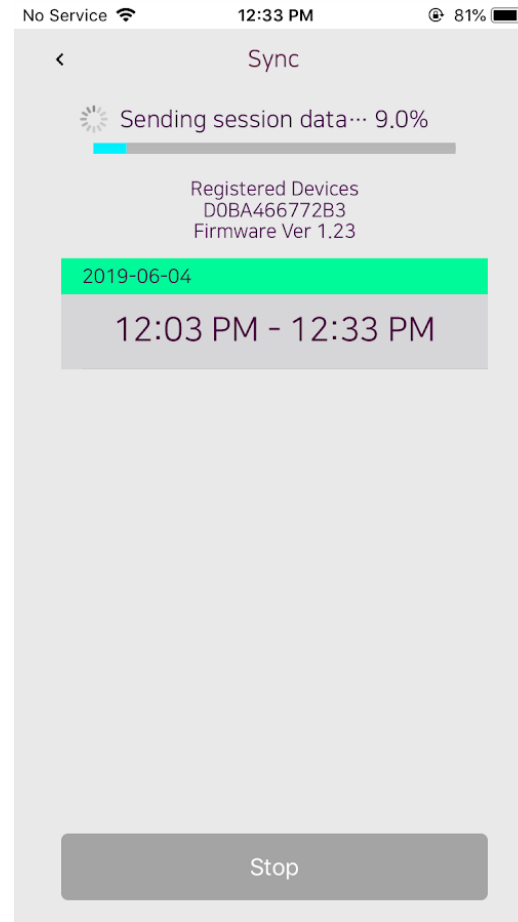 No Service 12:33 PM 81%
< Sync
Sending session data··· 9.0%
Registered Devices
D0BA466772B3
Firmware Ver 1.23
2019-06-04
12:03 PM - 12:33 PM
Stop